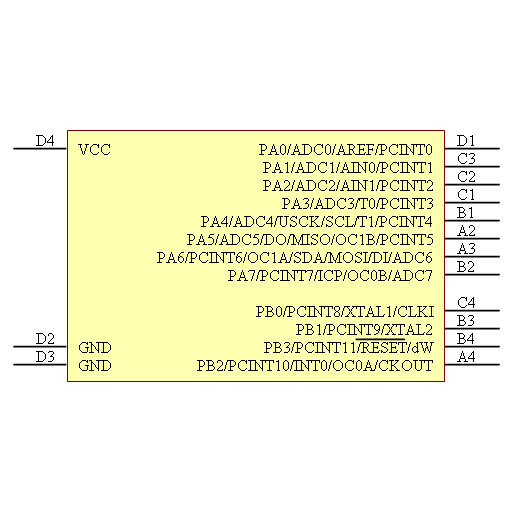 D4 VCC PA0/ADC0/AREF/PCINT0 D1
PA1/ADC1/AIN0/PCINT1 C3
PA2/ADC2/AIN1/PCINT2 C2
PA3/ADC3/T0/PCINT3 C1
PA4/ADC4/USCK/SCL/T1/PCINT4 B1
PA5/ADC5/DO/MISO/OC1B/PCINT5 A2
PA6/PCINT6/OC1A/SDA/MOSI/DI/ADC6 A3
PA7/PCINT7/ICP/OC0B/ADC7 B2
PB0/PCINT8/XTAL1/CLKI C4
PB1/PCINT9/XTAL2 B3
D2 GND PB3/PCINT11/RESET/dW B4
D3 GND PB2/PCINT10/INT0/OC0A/CKOUT A4